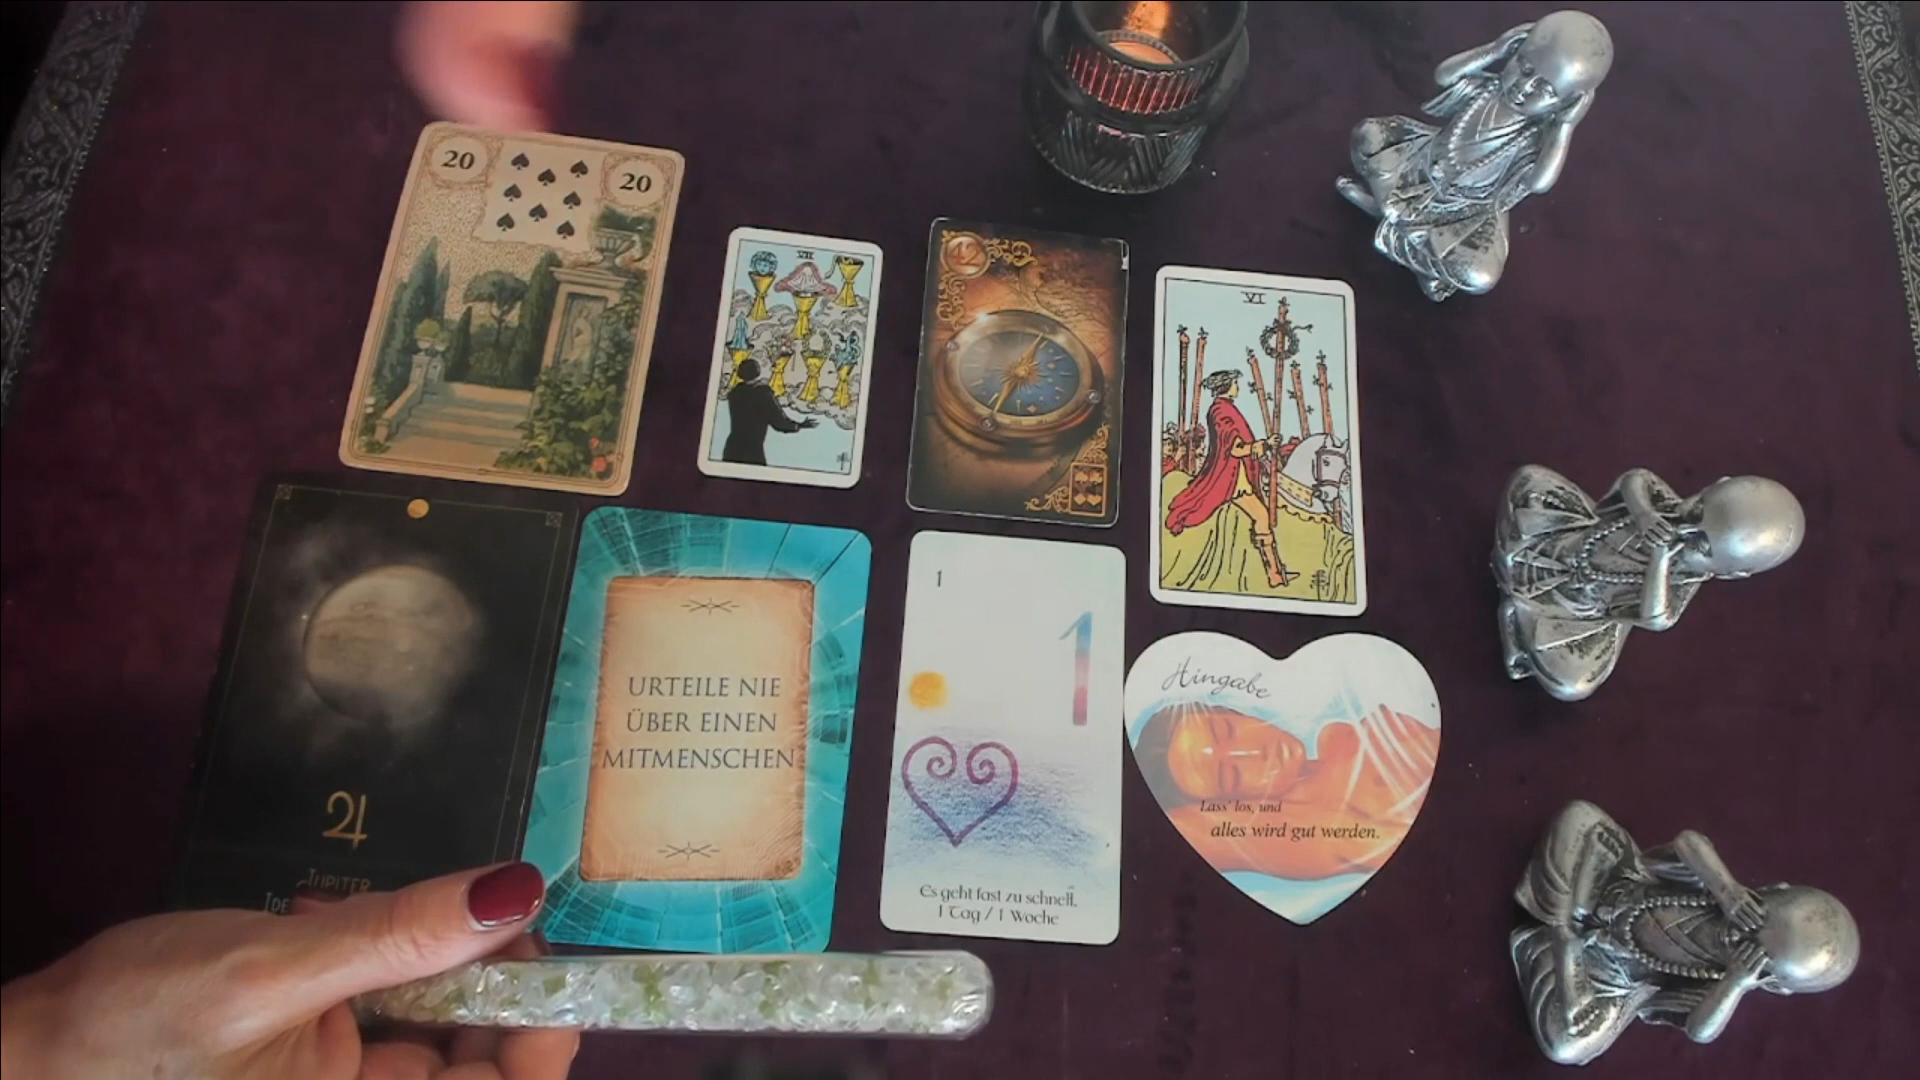 20
20
VII
42
VI
♃
JUPITER
URTEILE NIE
ÜBER EINEN
MITMENSCHEN
1
1
Es geht fast zu schnell,
1 Tag / 1 Woche
Hingabe
Lass' los, und
alles wird gut werden.